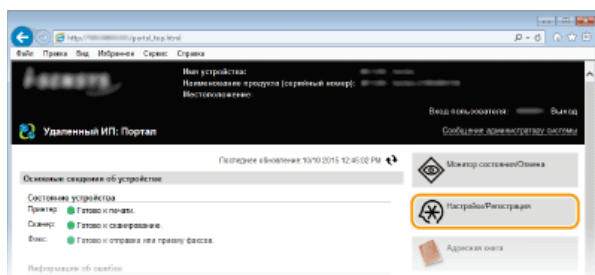 http://
/portal_top.html
Файл Правка Вид Избранное Сервис Справка
Имя устройства:
Наименование продукта (серийный номер):
Местоположение:
Вход пользователя: Выход
Удаленный ИП: Портал
Сообщение администратору системы
Последнее обновление: 10/10 2015 12:45:02 PM
Монитор состояния/Отмена
Основные сведения об устройстве
Состояние устройства
Принтер: Готово к печати.
Настройки/Регистрация
Сканер: Готово к сканированию.
Факс: Готово к отправке или приему факсов.
Адресная книга
Информация об ошибке